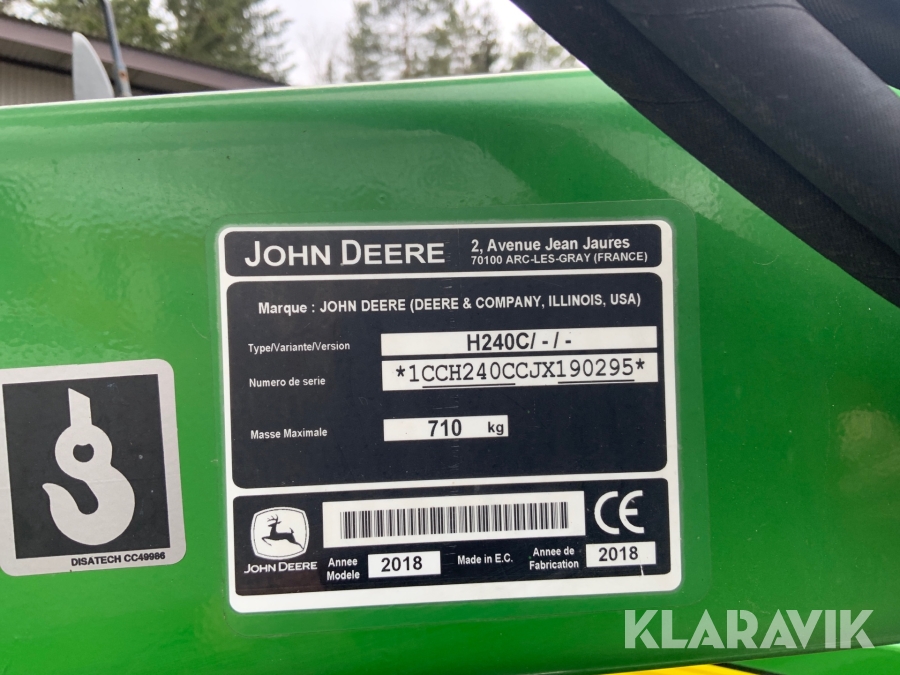 JOHN DEERE
2, Avenue Jean Jaures
70100 ARC-LES-GRAY (FRANCE)
Marque : JOHN DEERE (DEERE & COMPANY, ILLINOIS, USA)
Type/Variante/Version H240C/ - / -
Numero de serie *1CCH240CCJX190295*
Masse Maximale 710 kg
DISATECH CC49986
JOHN DEERE
Annee Modele 2018
Made in E.C.
Annee de Fabrication 2018
CE
KLARAVIK